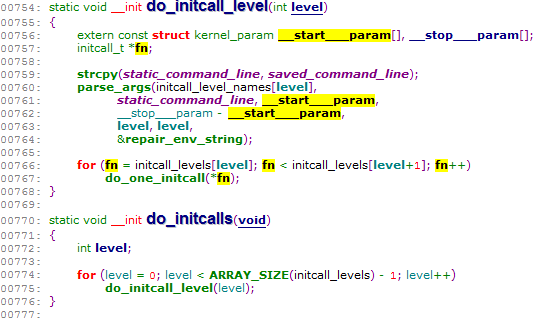 00754: static void __init do_initcall_level(int level)
00755: {
00756:     extern const struct kernel_param __start___param[], __stop___param[];
00757:     initcall_t *fn;
00758:
00759:     strcpy(static_command_line, saved_command_line);
00760:     parse_args(initcall_level_names[level],
00761:             static_command_line, __start___param,
00762:             __stop___param - __start___param,
00763:             level, level,
00764:             &repair_env_string);
00765:
00766:     for (fn = initcall_levels[level]; fn < initcall_levels[level+1]; fn++)
00767:         do_one_initcall(*fn);
00768: }
00769:
00770: static void __init do_initcalls(void)
00771: {
00772:     int level;
00773:
00774:     for (level = 0; level < ARRAY_SIZE(initcall_levels) - 1; level++)
00775:         do_initcall_level(level);
00776: }
00777: